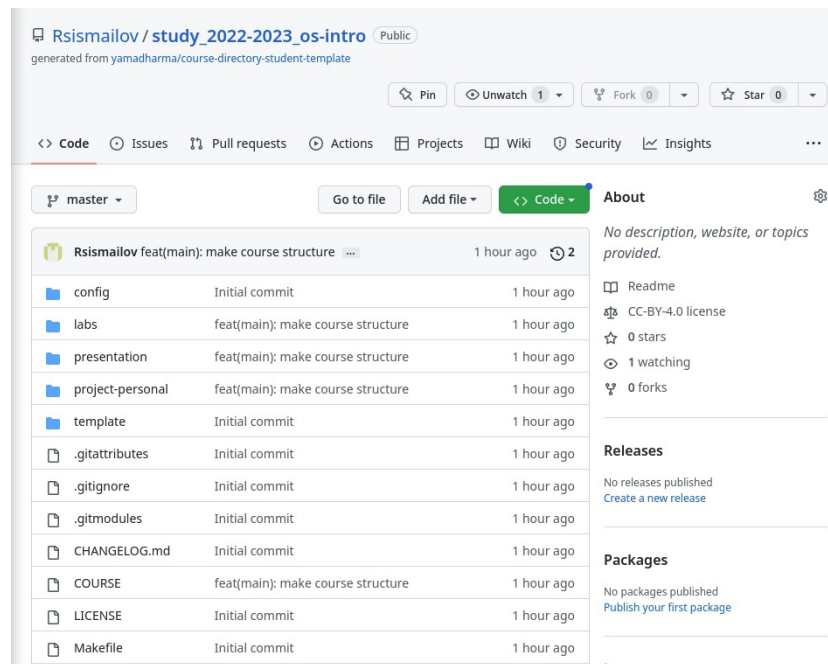 Rsismailov / study_2022-2023_os-intro Public
generated from yamadharma/course-directory-student-template
Pin Unwatch 1 Fork 0 Star 0
Code Issues Pull requests Actions Projects Wiki Security Insights ...
master Go to file Add file Code
Rsismailov feat(main): make course structure ... 1 hour ago 2
config Initial commit 1 hour ago
labs feat(main): make course structure 1 hour ago
presentation feat(main): make course structure 1 hour ago
project-personal feat(main): make course structure 1 hour ago
template Initial commit 1 hour ago
.gitattributes Initial commit 1 hour ago
.gitignore Initial commit 1 hour ago
.gitmodules Initial commit 1 hour ago
CHANGELOG.md Initial commit 1 hour ago
COURSE feat(main): make course structure 1 hour ago
LICENSE Initial commit 1 hour ago
Makefile Initial commit 1 hour ago
About
No description, website, or topics
provided.
Readme
CC-BY-4.0 license
0 stars
1 watching
0 forks
Releases
No releases published
Create a new release
Packages
No packages published
Publish your first package